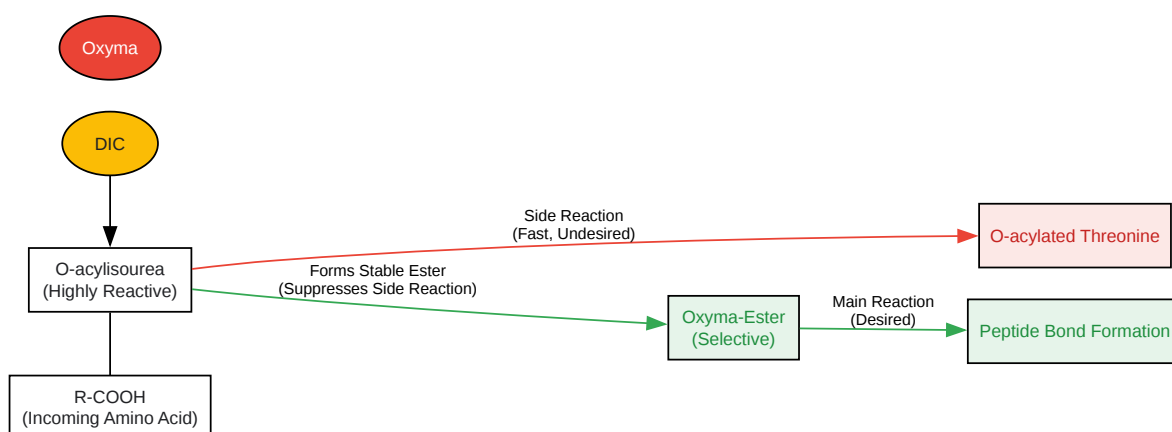 Oxyma
DIC
O-acylisourea
(Highly Reactive)
R-COOH
(Incoming Amino Acid)
Side Reaction
(Fast, Undesired)
Forms Stable Ester
(Suppresses Side Reaction)
Oxyma-Ester
(Selective)
Main Reaction
(Desired)
O-acylated Threonine
Peptide Bond Formation